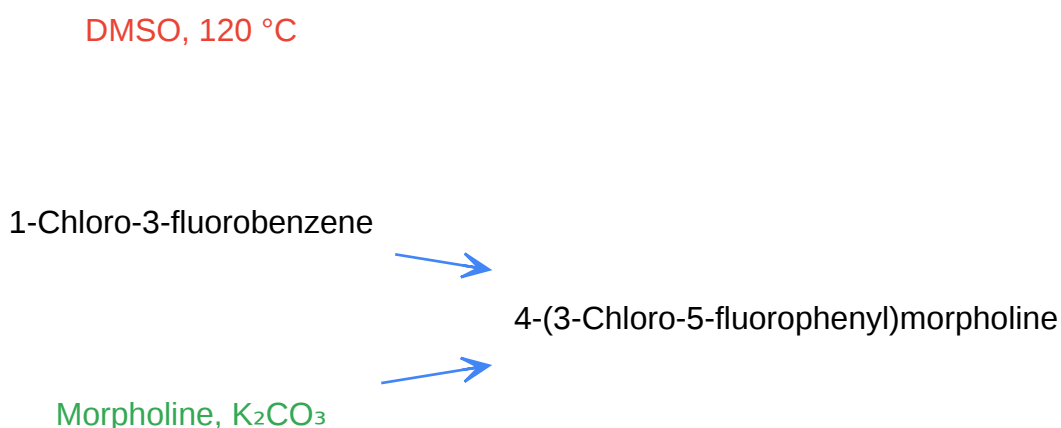 DMSO, 120 °C
1-Chloro-3-fluorobenzene
4-(3-Chloro-5-fluorophenyl)morpholine
Morpholine, K₂CO₃